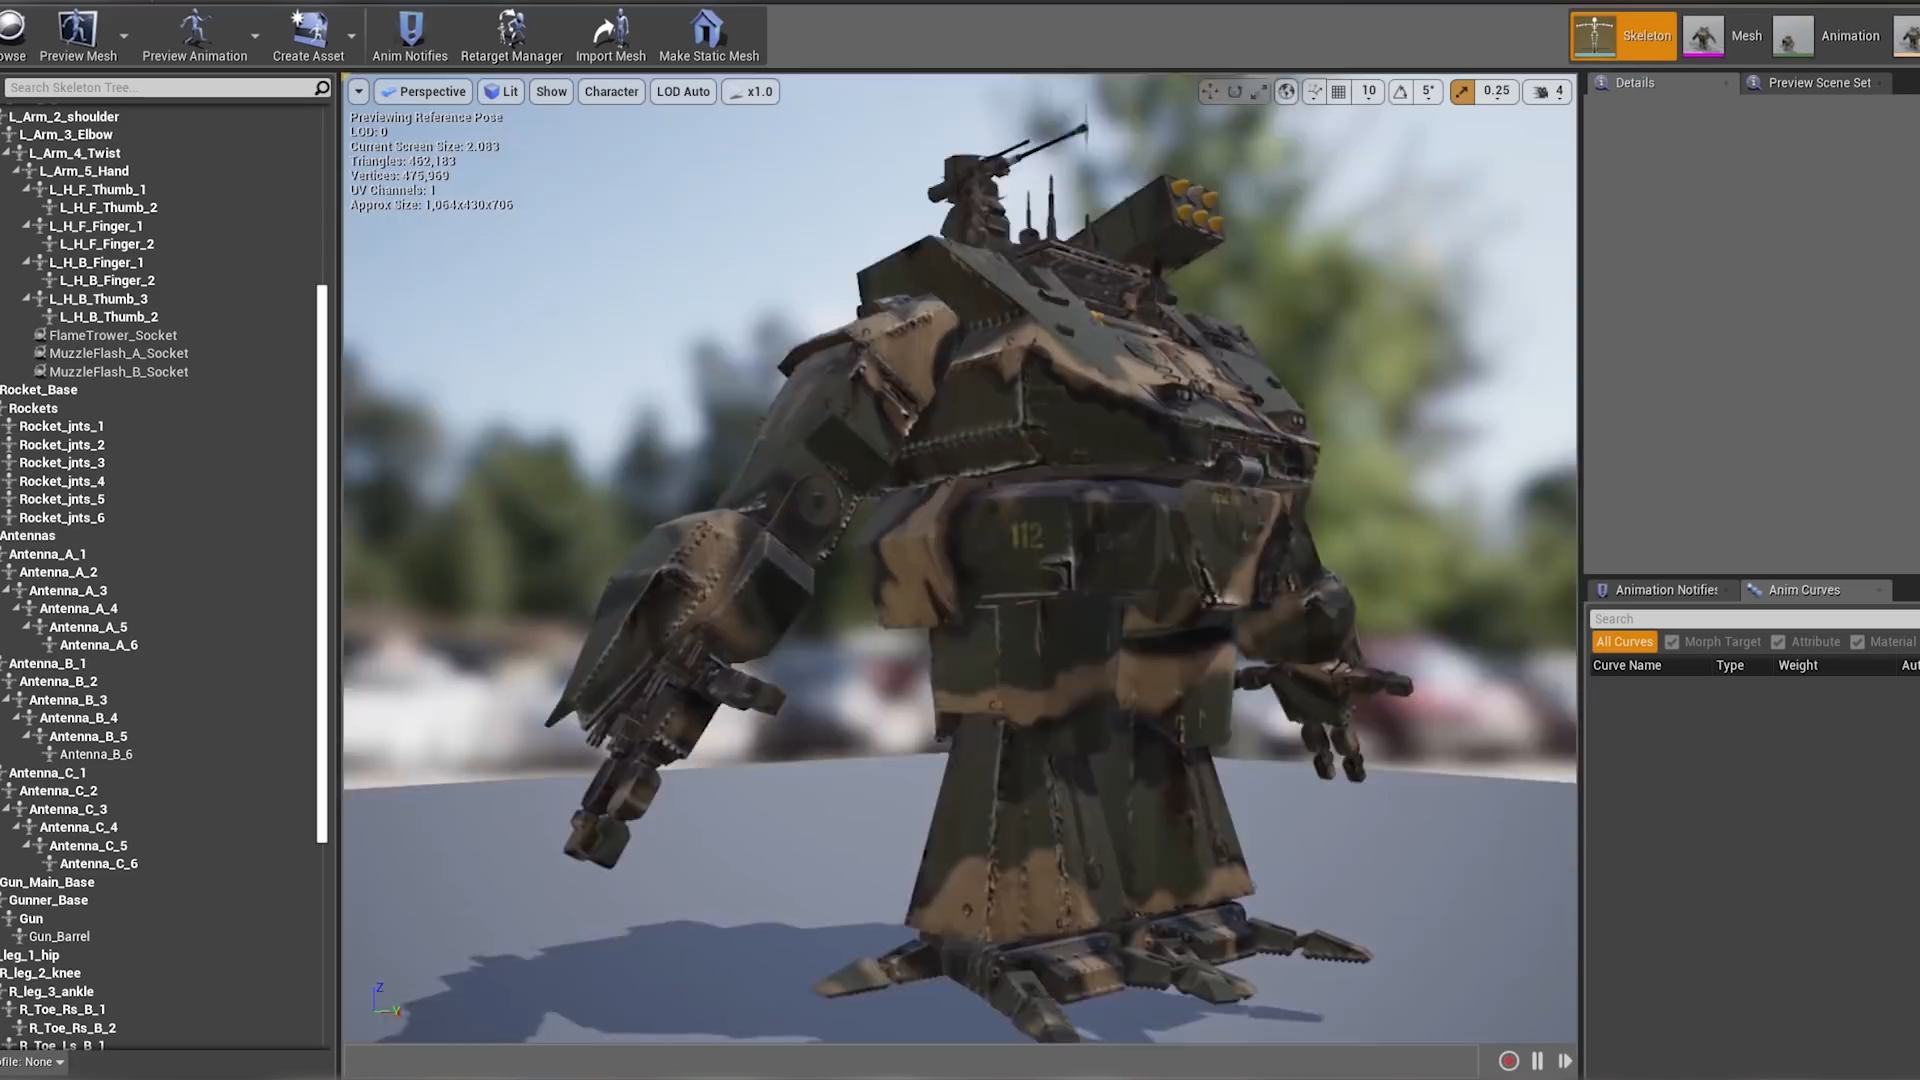 owse
Preview Mesh
Preview Animation
Create Asset
Anim Notifies
Retarget Manager
Import Mesh
Make Static Mesh
Skeleton
Mesh
Animation
Search Skeleton Tree...
L_Arm_2_shoulder
L_Arm_3_Elbow
L_Arm_4_Twist
L_Arm_5_Hand
L_H_F_Thumb_1
L_H_F_Thumb_2
L_H_F_Finger_1
L_H_F_Finger_2
L_H_B_Finger_1
L_H_B_Finger_2
L_H_B_Thumb_3
L_H_B_Thumb_2
FlameTrower_Socket
MuzzleFlash_A_Socket
MuzzleFlash_B_Socket
Rocket_Base
Rockets
Rocket_jnts_1
Rocket_jnts_2
Rocket_jnts_3
Rocket_jnts_4
Rocket_jnts_5
Rocket_jnts_6
Antennas
Antenna_A_1
Antenna_A_2
Antenna_A_3
Antenna_A_4
Antenna_A_5
Antenna_A_6
Antenna_B_1
Antenna_B_2
Antenna_B_3
Antenna_B_4
Antenna_B_5
Antenna_B_6
Antenna_C_1
Antenna_C_2
Antenna_C_3
Antenna_C_4
Antenna_C_5
Antenna_C_6
Gun_Main_Base
Gunner_Base
Gun
Gun_Barrel
_leg_1_hip
R_leg_2_knee
R_leg_3_ankle
R_Toe_Rs_B_1
R_Toe_Rs_B_2
R_Toe_Ls_B_1
ofile: None
Perspective
Lit
Show
Character
LOD Auto
x1.0
10
5°
0.25
4
Previewing Reference Pose
LOD: 0
Current Screen Size: 2.083
Triangles: 462,183
Vertices: 475,969
UV Channels: 1
Approx Size: 1,064x430x706
112
Z
Y
Details
Preview Scene Set
Animation Notifies
Anim Curves
Search
All Curves
Morph Target
Attribute
Material
Curve Name
Type
Weight
Aut